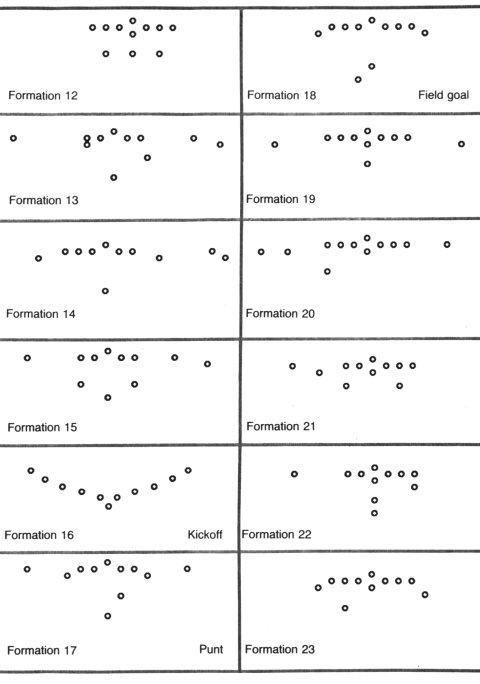 Formation 12
Formation 18 Field goal
Formation 13
Formation 19
Formation 14
Formation 20
Formation 15
Formation 21
Formation 16 Kickoff
Formation 22
Formation 17 Punt
Formation 23